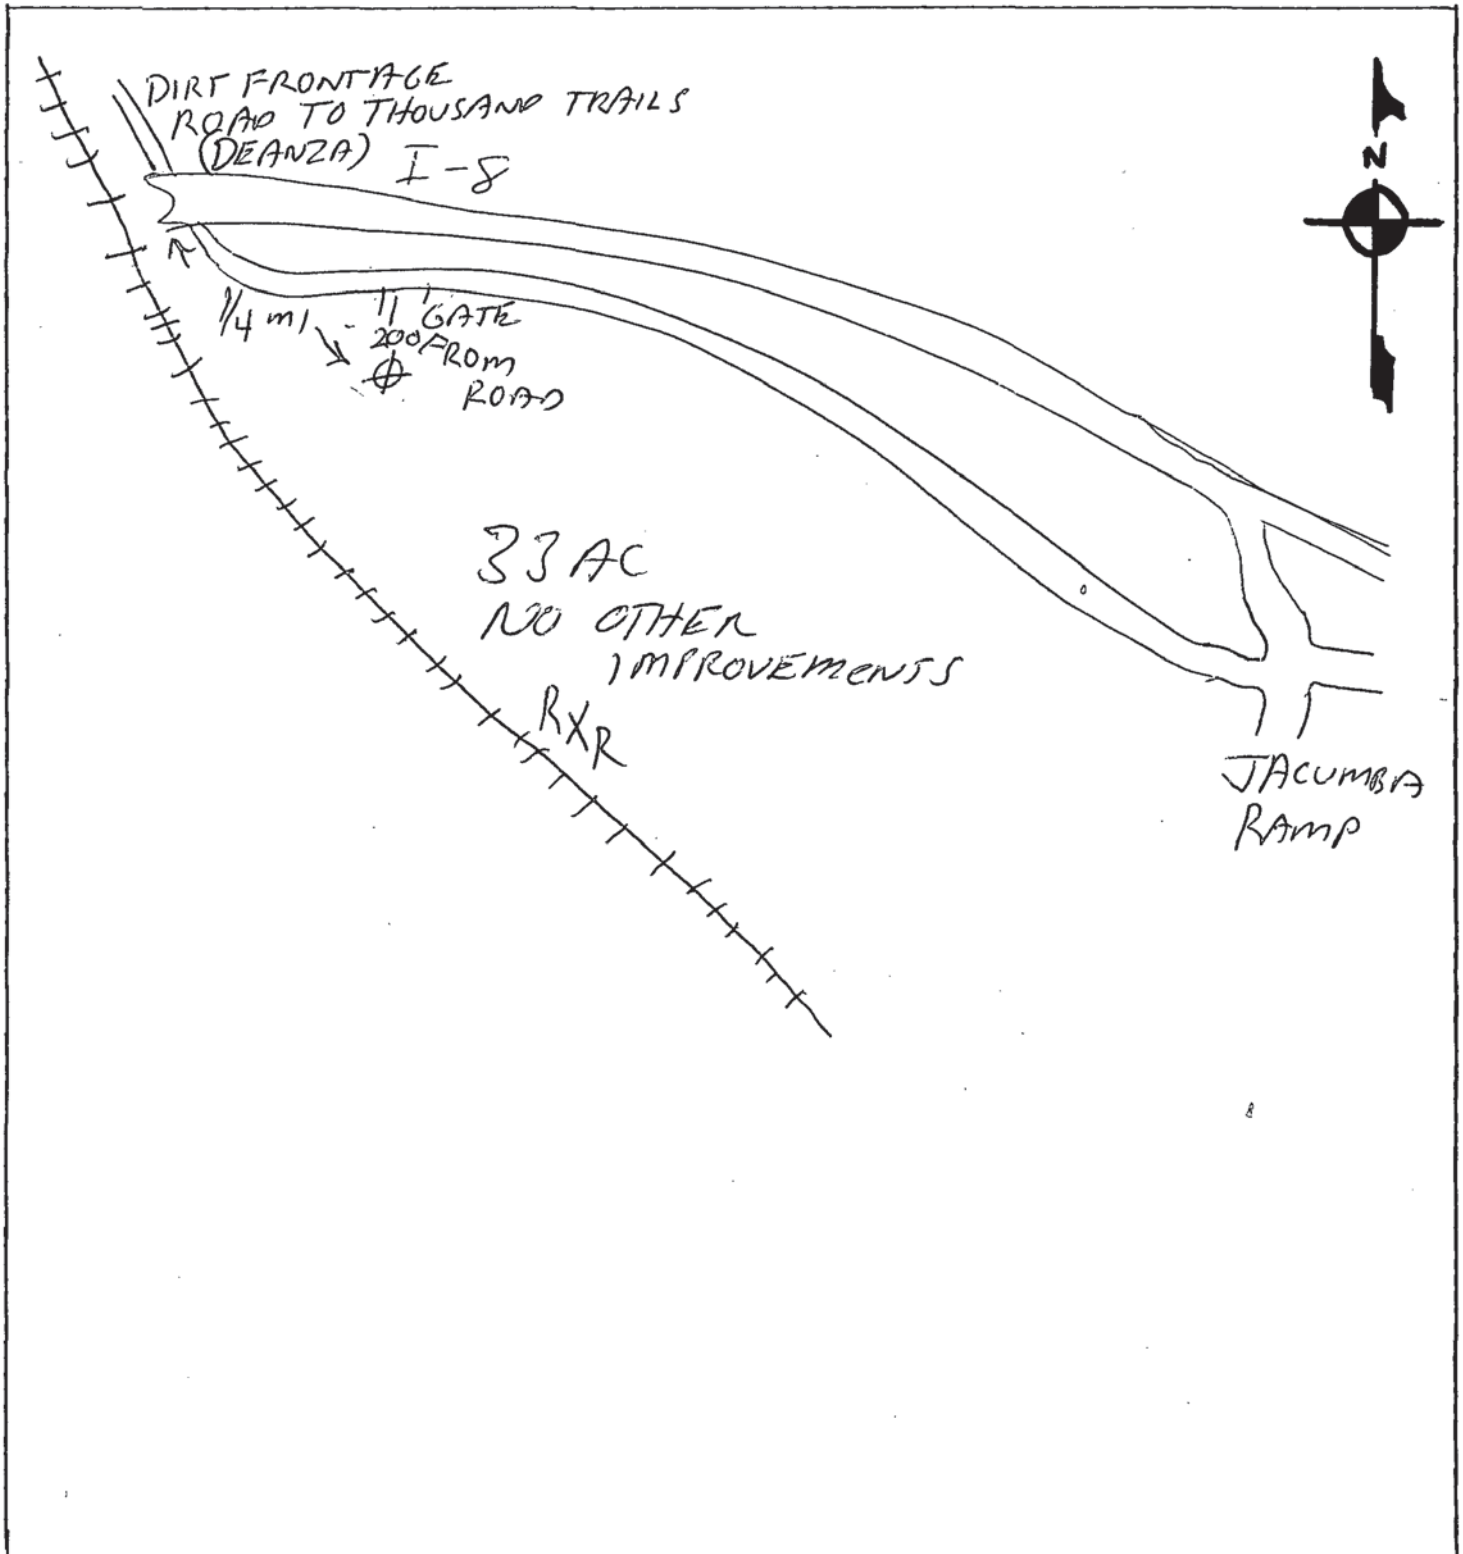 DIRT FRONTAGE
ROAD TO THOUSAND TRAILS
(DEANZA)
I-8
N
1/4 mi
GATE
200 FROM
ROAD
33 AC
NO OTHER
IMPROVEMENTS
RXR
JACUMBA
RAMP